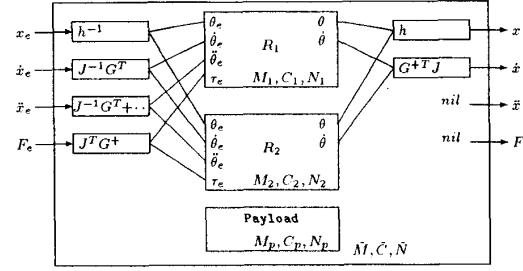 x_e h^{-1} θ_e θ h x
ẋ_e J^{-1}G^T θ̇_e R_1 θ̇ G^{+T}J ẋ
ẍ_e J^{-1}G^T+·· θ̈_e nil ẍ
F_e J^T G^+ τ_e M_1, C_1, N_1 nil F
θ_e θ
θ̇_e R_2 θ̇
θ̈_e
τ_e M_2, C_2, N_2
Payload
M_p, C_p, N_p M̃, C̃, Ñ